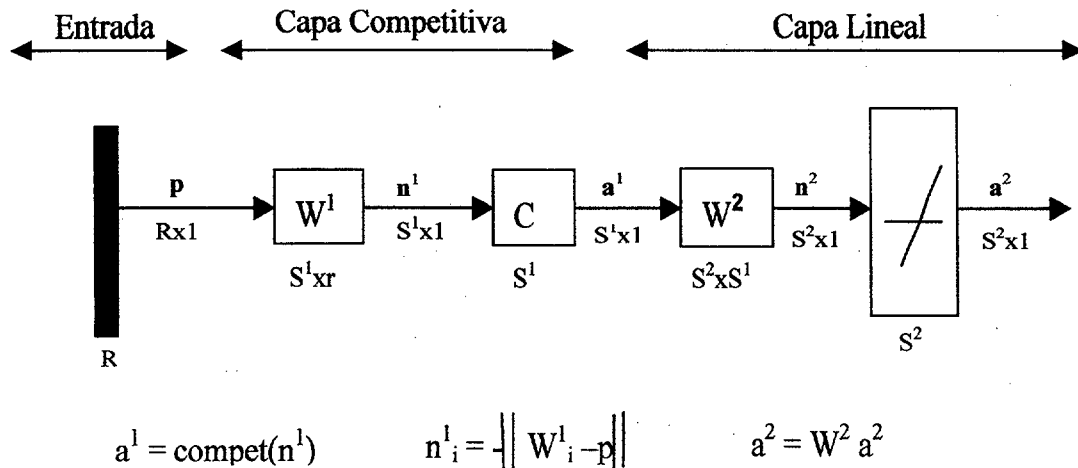 Entrada
Capa Competitiva
Capa Lineal
p
Rx1
W¹
S¹xr
n¹
S¹x1
C
S¹
a¹
S¹x1
W²
S²xS¹
n²
S²x1
S²
a²
S²x1
R
a¹ = compet(n¹)
n¹ᵢ = -|| W¹ᵢ –p||
a² = W² a²